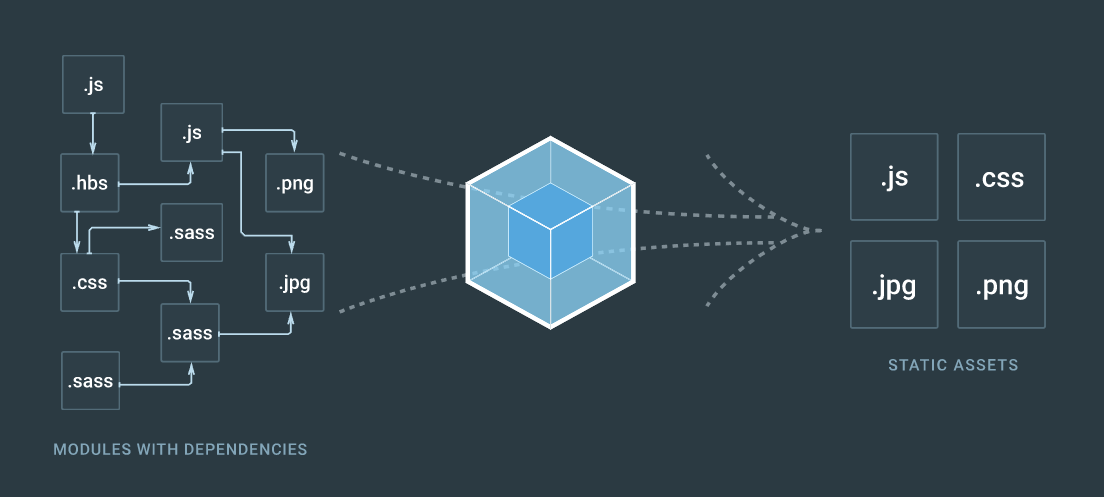 .js
.js
.hbs
.png
.sass
.css
.jpg
.sass
.sass
MODULES WITH DEPENDENCIES
.js
.css
.jpg
.png
STATIC ASSETS